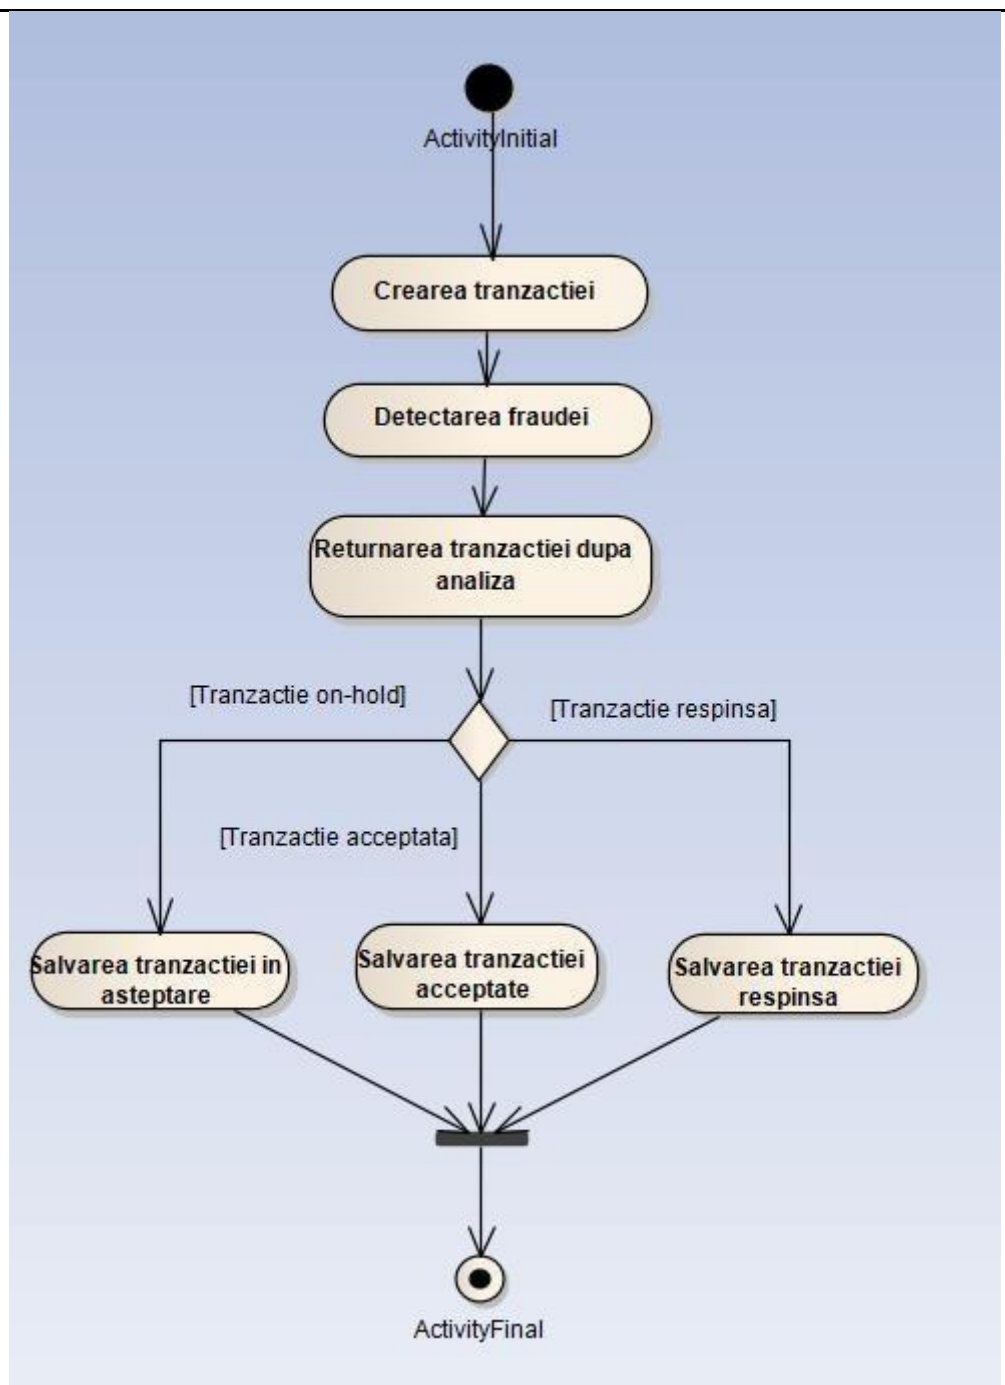 ActivityInitial
Crearea tranzactiei
Detectarea fraudei
Returnarea tranzactiei dupa
analiza
[Tranzactie on-hold]
[Tranzactie respinsa]
[Tranzactie acceptata]
Salvarea tranzactiei in
asteptare
Salvarea tranzactiei
acceptate
Salvarea tranzactiei
respinsa
ActivityFinal